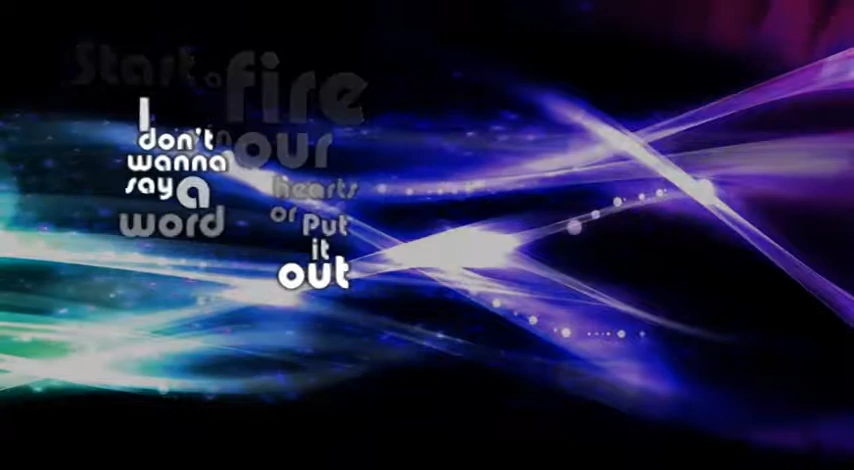 Start a
fire
in
our
hearts
or Put
it
out
I
don't
wanna
say a
word